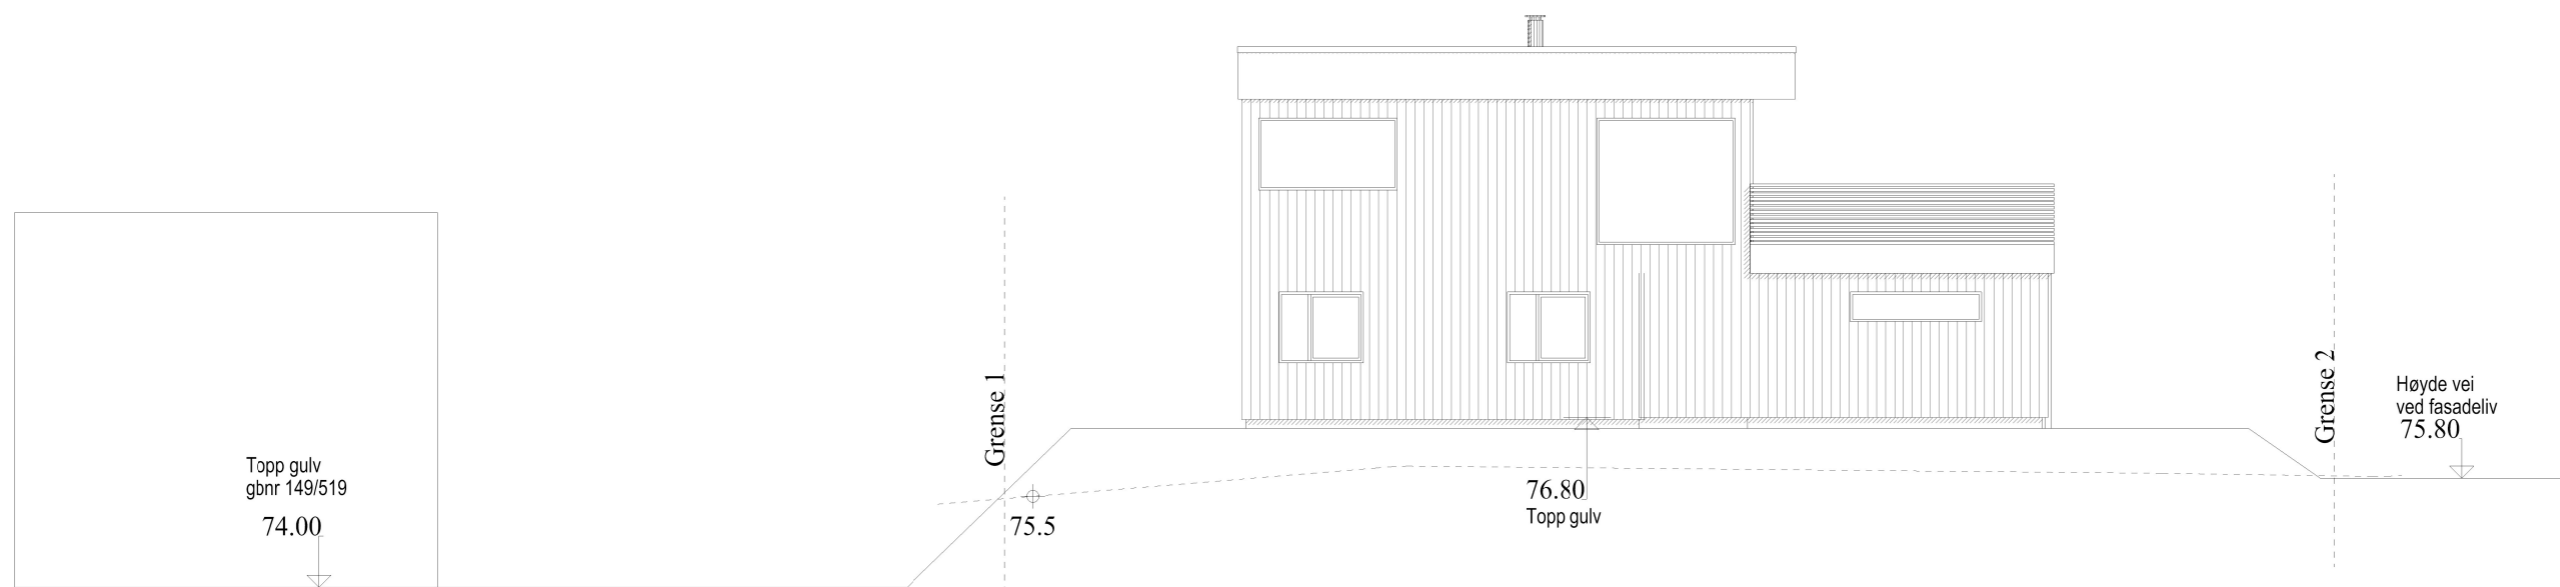 Topp gulv
gbnr 149/519
74.00
Grense 1
75.5
76.80
Topp gulv
Grense 2
Høyde vei
ved fasadeliv
75.80